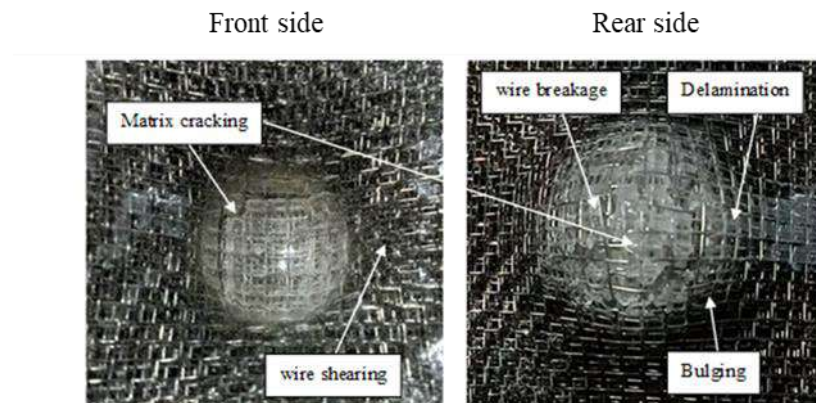 Front side
Rear side
Matrix cracking
wire shearing
wire breakage
Delamination
Bulging